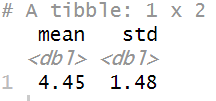 # A tibble: 1 x 2
mean std
<dbl> <dbl>
1 4.45 1.48